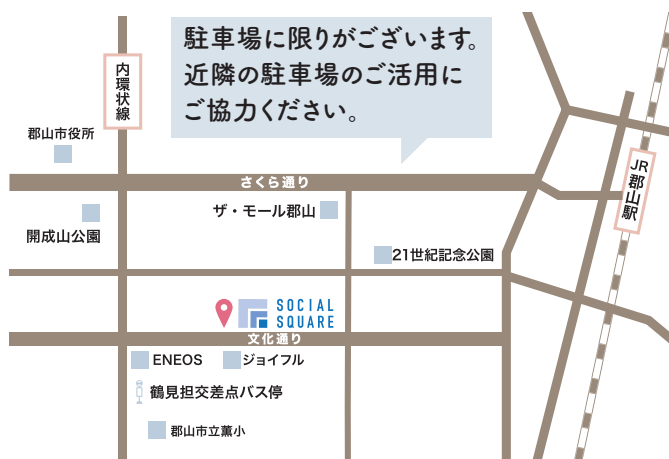 駐車場に限りがございます。
近隣の駐車場のご活用に
ご協力ください。
内環状線
郡山市役所
JR郡山駅
さくら通り
ザ・モール郡山
開成山公園
21世紀記念公園
SOCIAL
SQUARE
文化通り
ENEOS
ジョイフル
鶴見担交差点バス停
郡山市立薫小